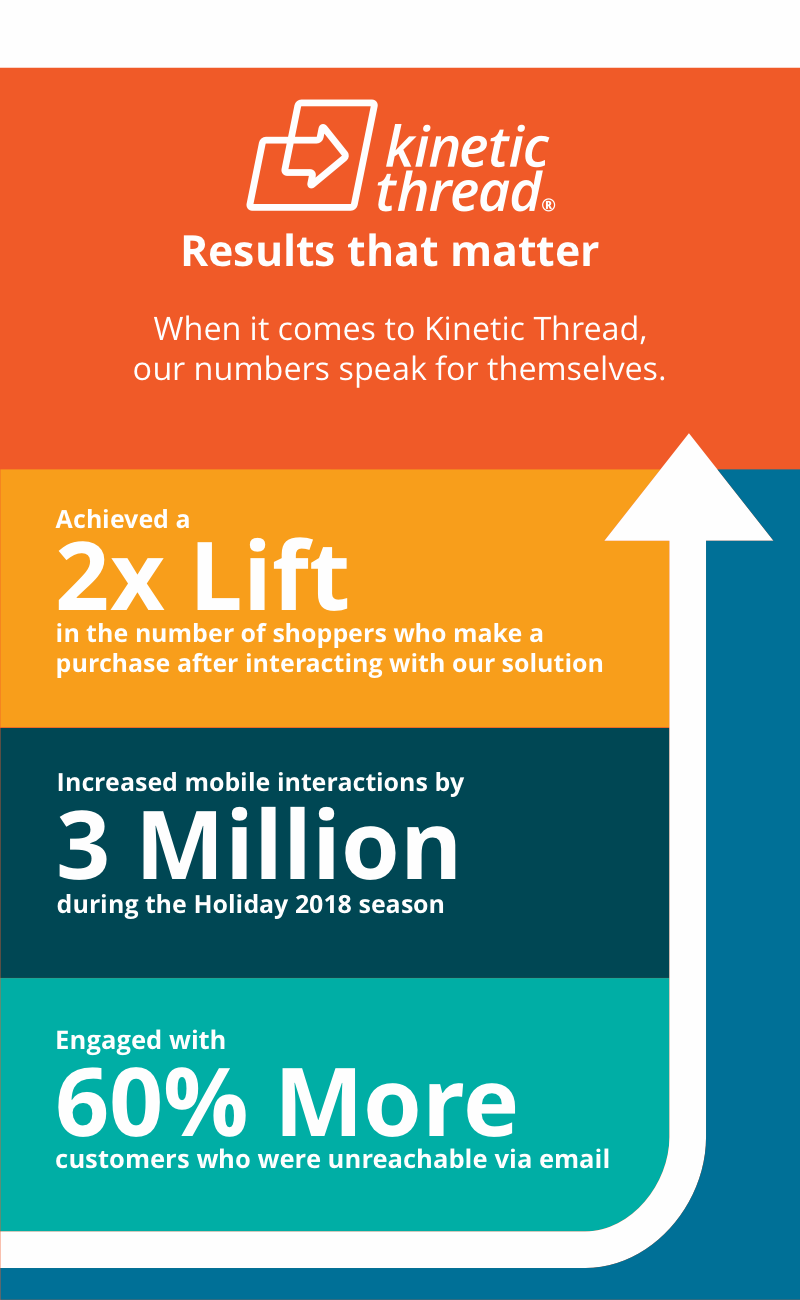 kinetic
thread®
Results that matter
When it comes to Kinetic Thread,
our numbers speak for themselves.
Achieved a
2x Lift
in the number of shoppers who make a
purchase after interacting with our solution
Increased mobile interactions by
3 Million
during the Holiday 2018 season
Engaged with
60% More
customers who were unreachable via email